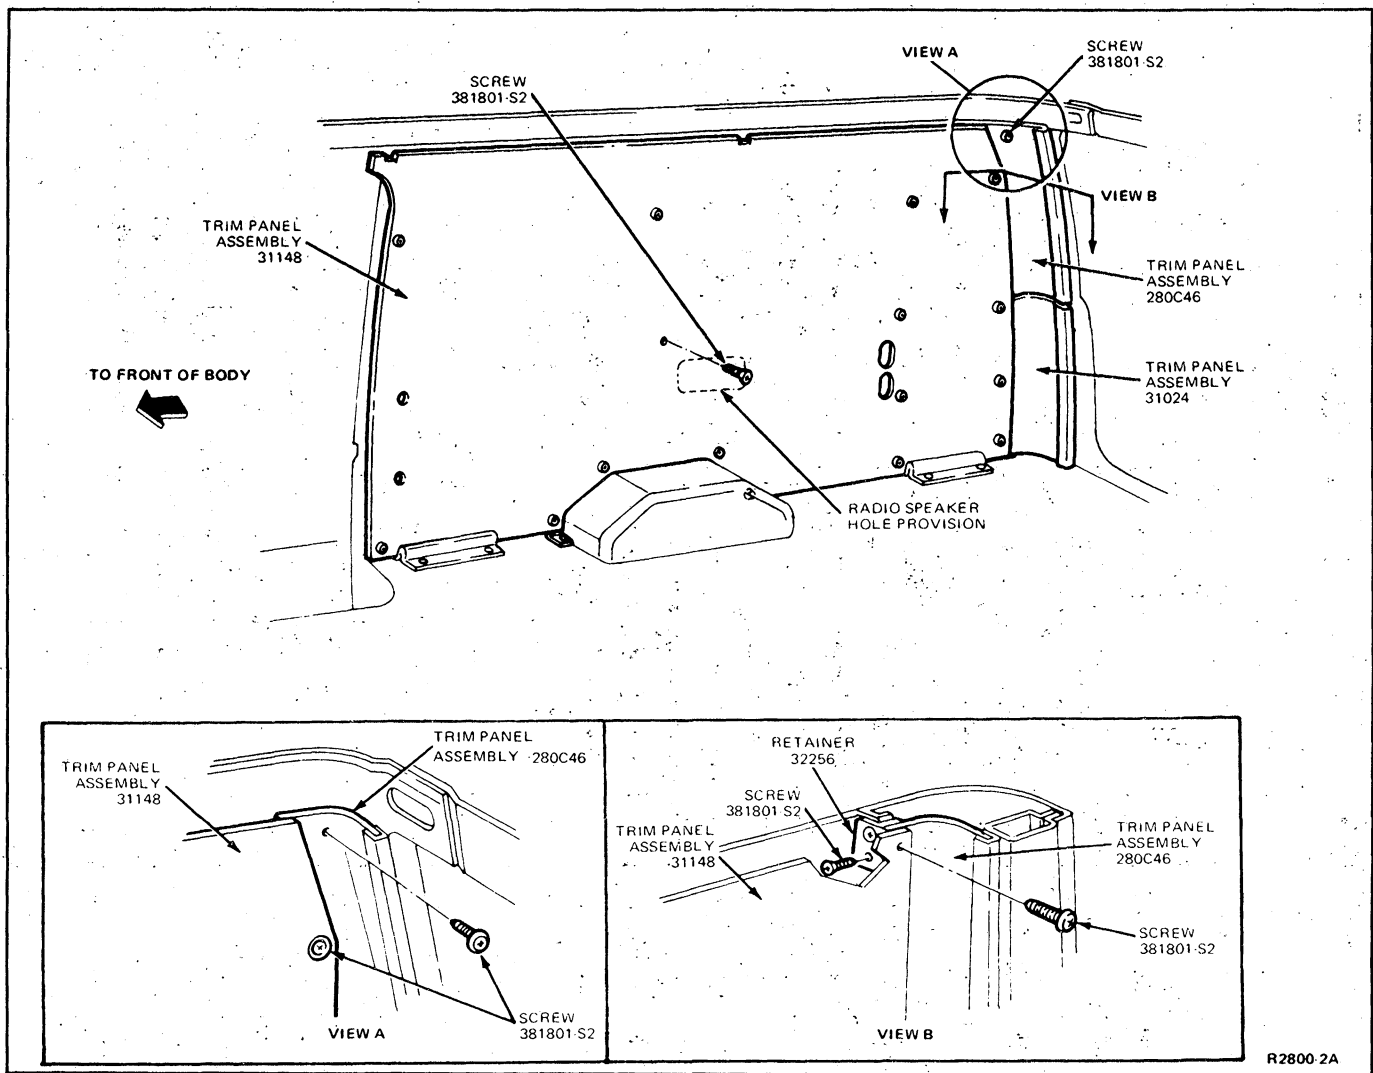 VIEW A
SCREW
381801-S2
SCREW
381801-S2
VIEW B
TRIM PANEL
ASSEMBLY
31148
TRIM PANEL
ASSEMBLY
280C46
TO FRONT OF BODY
TRIM PANEL
ASSEMBLY
31024
RADIO SPEAKER
HOLE PROVISION
TRIM PANEL
ASSEMBLY 280C46
TRIM PANEL
ASSEMBLY
31148
SCREW
381801-S2
VIEW A
RETAINER
32256
SCREW
381801-S2
TRIM PANEL
ASSEMBLY
31148
TRIM PANEL
ASSEMBLY
280C46
SCREW
381801-S2
VIEW B
R2800-2A